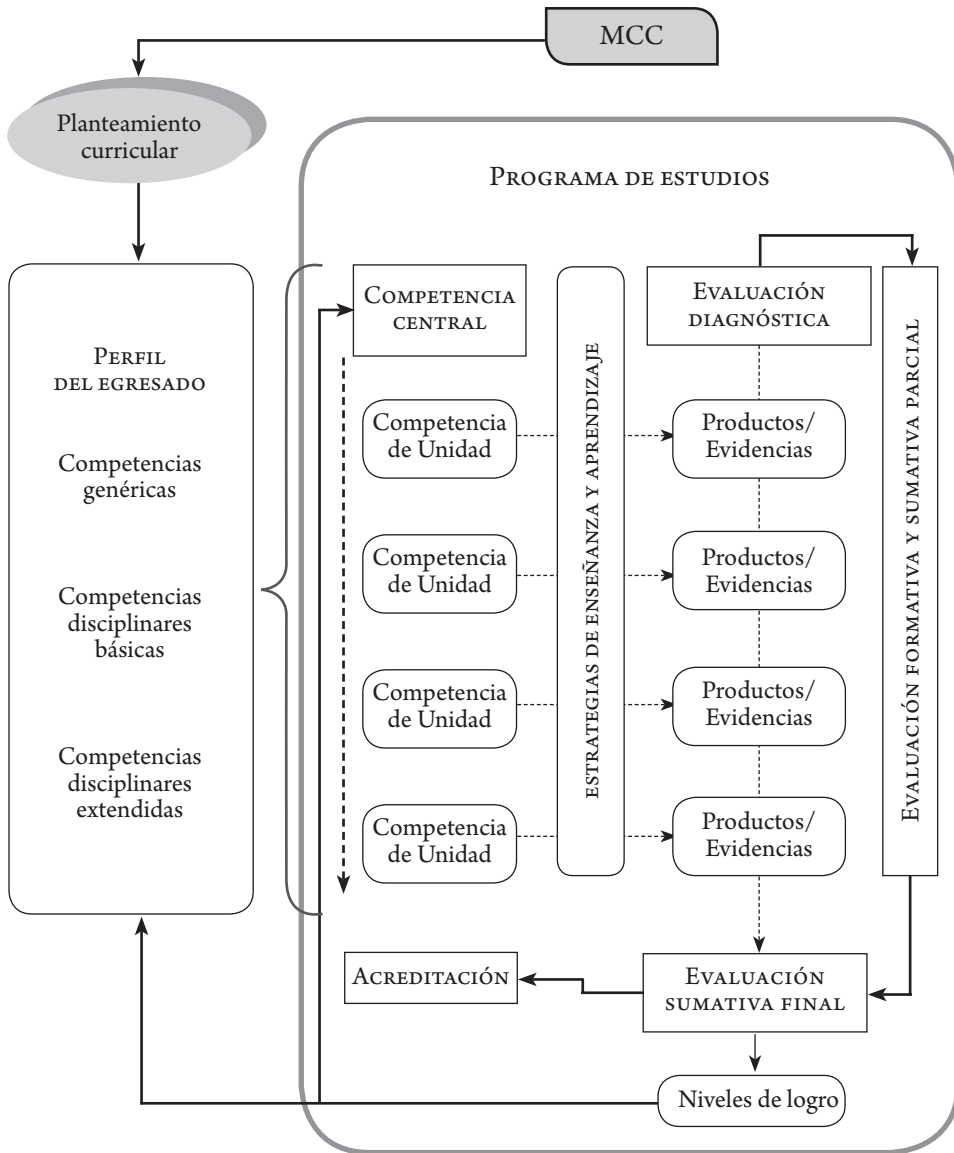 MCC
Planteamiento
curricular
PROGRAMA DE ESTUDIOS
PERFIL
DEL EGRESADO
Competencias
genéricas
Competencias
disciplinares
básicas
Competencias
disciplinares
extendidas
COMPETENCIA
CENTRAL
Competencia
de Unidad
Competencia
de Unidad
Competencia
de Unidad
Competencia
de Unidad
ESTRATEGIAS DE ENSEÑANZA Y APRENDIZAJE
EVALUACIÓN
DIAGNÓSTICA
Productos/
Evidencias
Productos/
Evidencias
Productos/
Evidencias
Productos/
Evidencias
EVALUACIÓN FORMATIVA Y SUMATIVA PARCIAL
ACREDITACIÓN
EVALUACIÓN
SUMATIVA FINAL
Niveles de logro